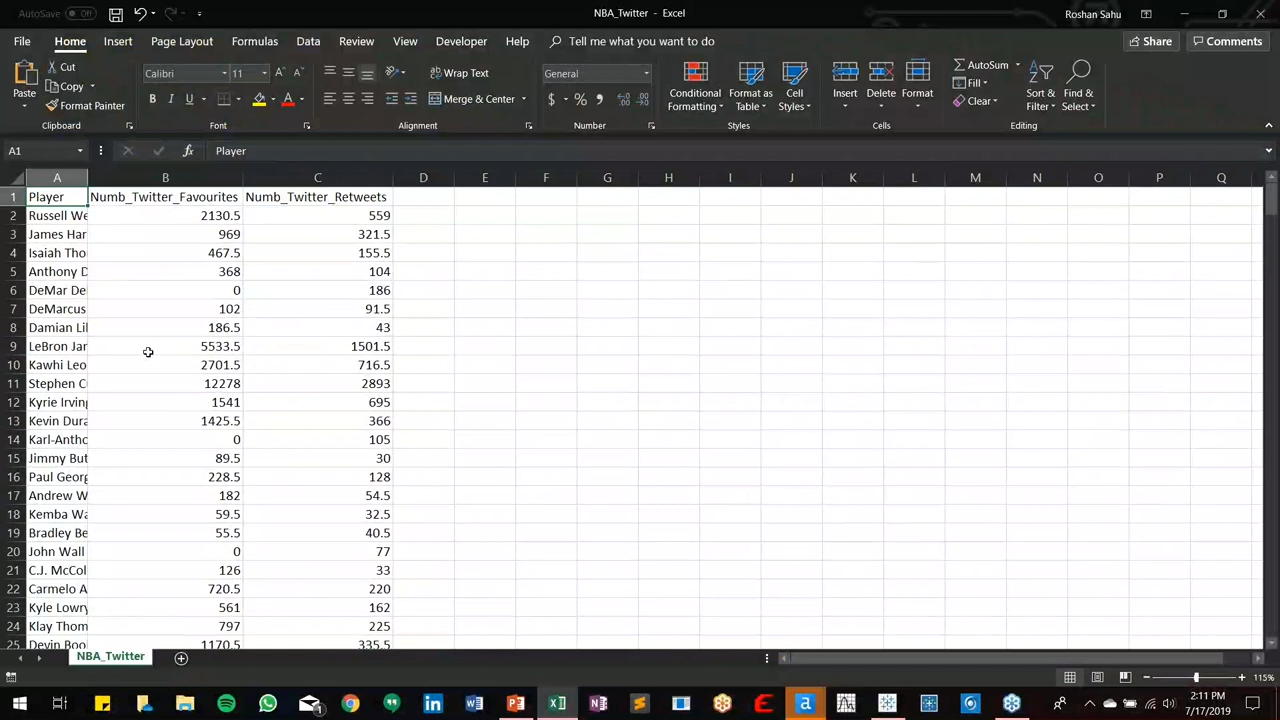 AutoSave Off NBA_Twitter - Excel Roshan Sahu
File Home Insert Page Layout Formulas Data Review View Developer Help Tell me what you want to do Share Comments
Paste Cut Copy Format Painter Clipboard
Calibri 11 B I U A Font
Wrap Text Merge & Center Alignment
General $ % , Number
Conditional Formatting Format as Table Cell Styles Styles
Insert Delete Format Cells
AutoSum Fill Clear Sort & Filter Find & Select Editing
A1 fx Player
A B C D E F G H I J K L M N O P Q
1 Player Numb_Twitter_Favourites Numb_Twitter_Retweets
2 Russell We 2130.5 559
3 James Har 969 321.5
4 Isaiah Tho 467.5 155.5
5 Anthony D 368 104
6 DeMar De 0 186
7 DeMarcus 102 91.5
8 Damian Lil 186.5 43
9 LeBron Jar 5533.5 1501.5
10 Kawhi Leo 2701.5 716.5
11 Stephen C 12278 2893
12 Kyrie Irving 1541 695
13 Kevin Dura 1425.5 366
14 Karl-Antho 0 105
15 Jimmy But 89.5 30
16 Paul Georg 228.5 128
17 Andrew W 182 54.5
18 Kemba Wa 59.5 32.5
19 Bradley Be 55.5 40.5
20 John Wall 0 77
21 C.J. McCol 126 33
22 Carmelo A 720.5 220
23 Kyle Lowry 561 162
24 Klay Thom 797 225
25 Devin Boo 1170.5 335.5
NBA_Twitter
115%
2:11 PM
7/17/2019